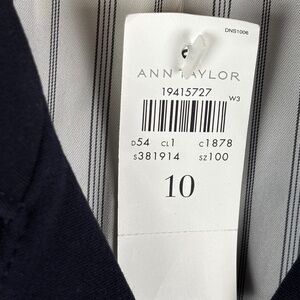 DNS1006
ANN TAYLOR
19415727
W3
D54 CL1 C1878
S381914 SZ100
10